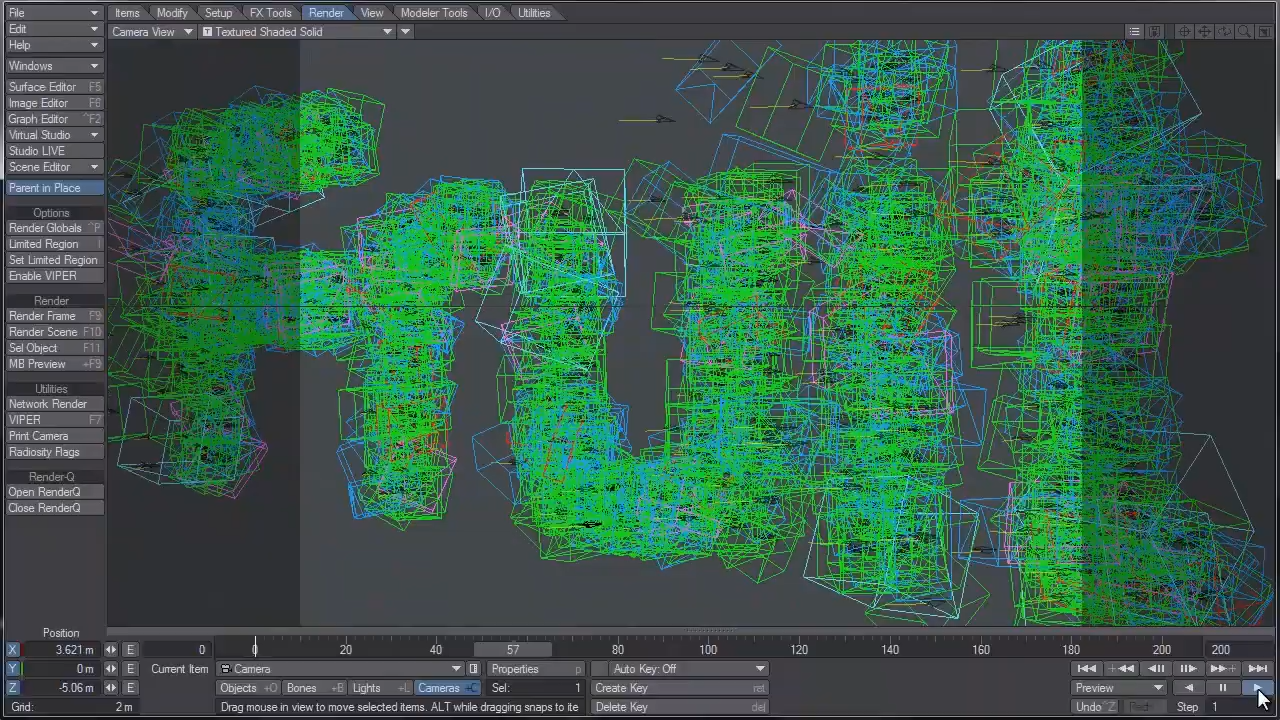 File
Items Modify Setup FX Tools Render View Modeler Tools I/O Utilities
Edit
Camera View Textured Shaded Solid
Help
Windows
Surface Editor F5
Image Editor F6
Graph Editor ^F2
Virtual Studio
Studio LIVE
Scene Editor
Parent in Place
Options
Render Globals ^P
Limited Region l
Set Limited Region
Enable VIPER
Render
Render Frame F9
Render Scene F10
Sel Object F11
MB Preview +F9
Utilities
Network Render
VIPER F7
Print Camera
Radiosity Flags
Render-Q
Open RenderQ
Close RenderQ
Position
X 3.621 m E 0 0 20 40 57 80 100 120 140 160 180 200 200
Y 0 m E Current Item Camera Properties p Auto Key: Off
Z -5.06 m E Objects +O Bones +B Lights +L Cameras +C Sel: 1 Create Key ret Preview
Grid: 2 m Drag mouse in view to move selected items. ALT while dragging snaps to ite Delete Key del Undo ^Z Step 1